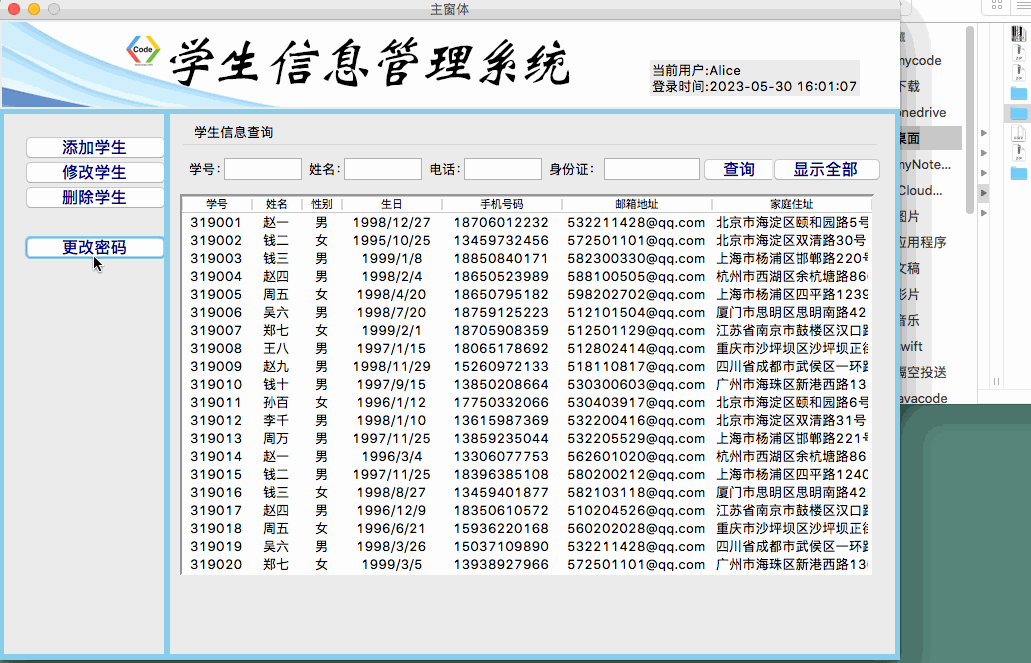 主窗体
Code
学生信息管理系统
当前用户:Alice
登录时间:2023-05-30 16:01:07
添加学生
修改学生
删除学生
更改密码
学生信息查询
学号: 姓名: 电话: 身份证: 查询 显示全部
学号 姓名 性别 生日 手机号码 邮箱地址 家庭住址
319001 赵一 男 1998/12/27 18706012232 532211428@qq.com 北京市海淀区颐和园路5号
319002 钱二 女 1995/10/25 13459732456 572501101@qq.com 北京市海淀区双清路30号
319003 钱三 男 1999/1/8 18850840171 582300330@qq.com 上海市杨浦区邯郸路220号
319004 赵四 男 1998/2/4 18650523989 588100505@qq.com 杭州市西湖区余杭塘路86
319005 周五 女 1998/4/20 18650795182 598202702@qq.com 上海市杨浦区四平路1239
319006 吴六 男 1998/7/20 18759125223 512101504@qq.com 厦门市思明区思明南路42
319007 郑七 女 1999/2/1 18705908359 512501129@qq.com 江苏省南京市鼓楼区汉口路
319008 王八 男 1997/1/15 18065178692 512802414@qq.com 重庆市沙坪坝区沙坪坝正街
319009 赵九 男 1998/11/29 15260972133 518110817@qq.com 四川省成都市武侯区一环路
319010 钱十 男 1997/9/15 13850208664 530300603@qq.com 广州市海珠区新港西路13
319011 孙百 女 1996/1/12 17750332066 530403917@qq.com 北京市海淀区颐和园路6号
319012 李千 男 1998/1/10 13615987369 532200416@qq.com 北京市海淀区双清路31号
319013 周万 男 1997/11/25 13859235044 532205529@qq.com 上海市杨浦区邯郸路221号
319014 赵一 男 1996/3/4 13306077753 562601020@qq.com 杭州市西湖区余杭塘路86
319015 钱二 女 1997/11/25 18396385108 580200212@qq.com 上海市杨浦区四平路1240
319016 钱三 女 1998/8/27 13459401877 582103118@qq.com 厦门市思明区思明南路42
319017 赵四 男 1996/12/9 18350610572 510204526@qq.com 江苏省南京市鼓楼区汉口路
319018 周五 女 1996/6/21 15936220168 560202028@qq.com 重庆市沙坪坝区沙坪坝正街
319019 吴六 男 1998/3/26 15037109890 532211428@qq.com 四川省成都市武侯区一环路
319020 郑七 女 1999/3/5 13938927966 572501101@qq.com 广州市海珠区新港西路13
nycode
下载
onedrive
桌面
nyNote...
Cloud...
图片
应用程序
文稿
影片
音乐
wift
隔空投送
avacode